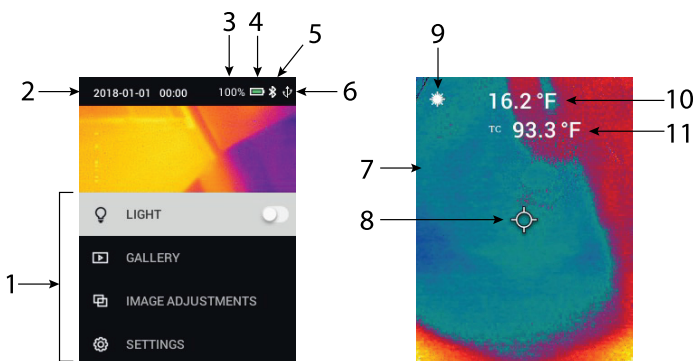 3 4 5
2 2018-01-01 00:00 100% 6
1 LIGHT
GALLERY
IMAGE ADJUSTMENTS
SETTINGS
9
16.2 °F 10
TC 93.3 °F 11
7
8